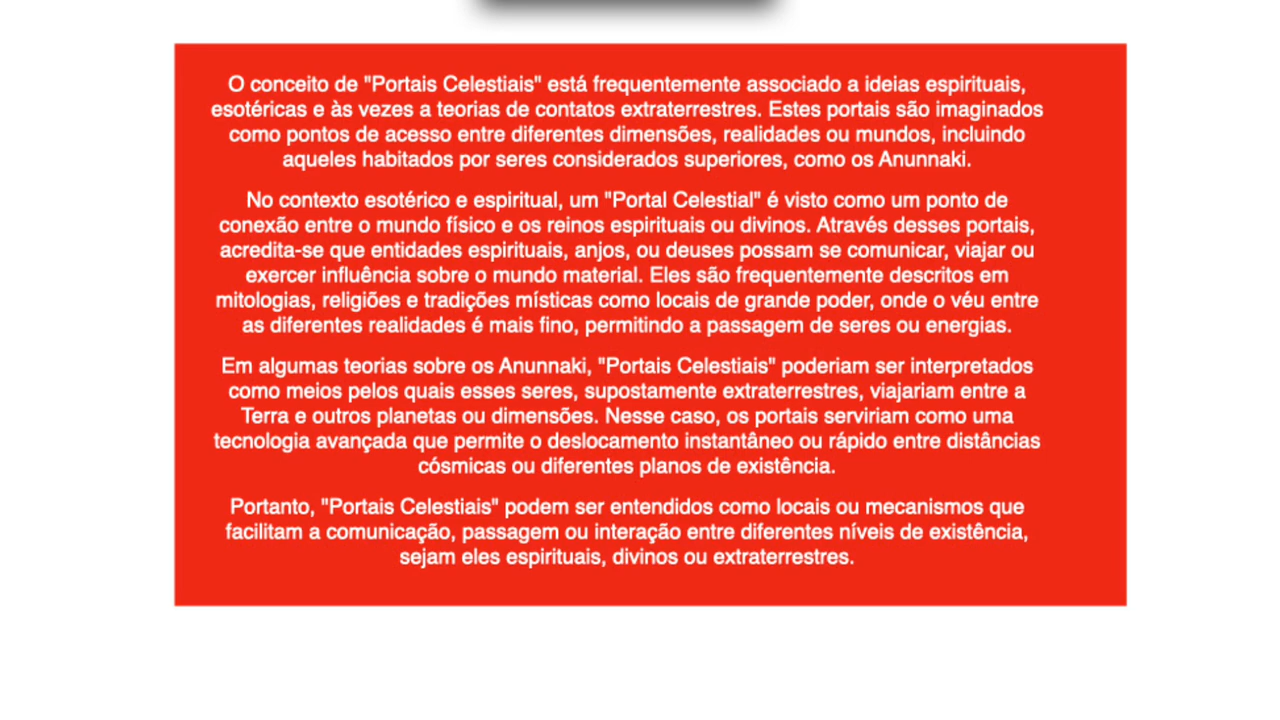 O conceito de "Portais Celestiais" está frequentemente associado a ideias espirituais,
esotéricas e às vezes a teorias de contatos extraterrestres. Estes portais são imaginados
como pontos de acesso entre diferentes dimensões, realidades ou mundos, incluindo
aqueles habitados por seres considerados superiores, como os Anunnaki.
No contexto esotérico e espiritual, um "Portal Celestial" é visto como um ponto de
conexão entre o mundo físico e os reinos espirituais ou divinos. Através desses portais,
acredita-se que entidades espirituais, anjos, ou deuses possam se comunicar, viajar ou
exercer influência sobre o mundo material. Eles são frequentemente descritos em
mitologias, religiões e tradições místicas como locais de grande poder, onde o véu entre
as diferentes realidades é mais fino, permitindo a passagem de seres ou energias.
Em algumas teorias sobre os Anunnaki, "Portais Celestiais" poderiam ser interpretados
como meios pelos quais esses seres, supostamente extraterrestres, viajariam entre a
Terra e outros planetas ou dimensões. Nesse caso, os portais serviriam como uma
tecnologia avançada que permite o deslocamento instantâneo ou rápido entre distâncias
cósmicas ou diferentes planos de existência.
Portanto, "Portais Celestiais" podem ser entendidos como locais ou mecanismos que
facilitam a comunicação, passagem ou interação entre diferentes níveis de existência,
sejam eles espirituais, divinos ou extraterrestres.